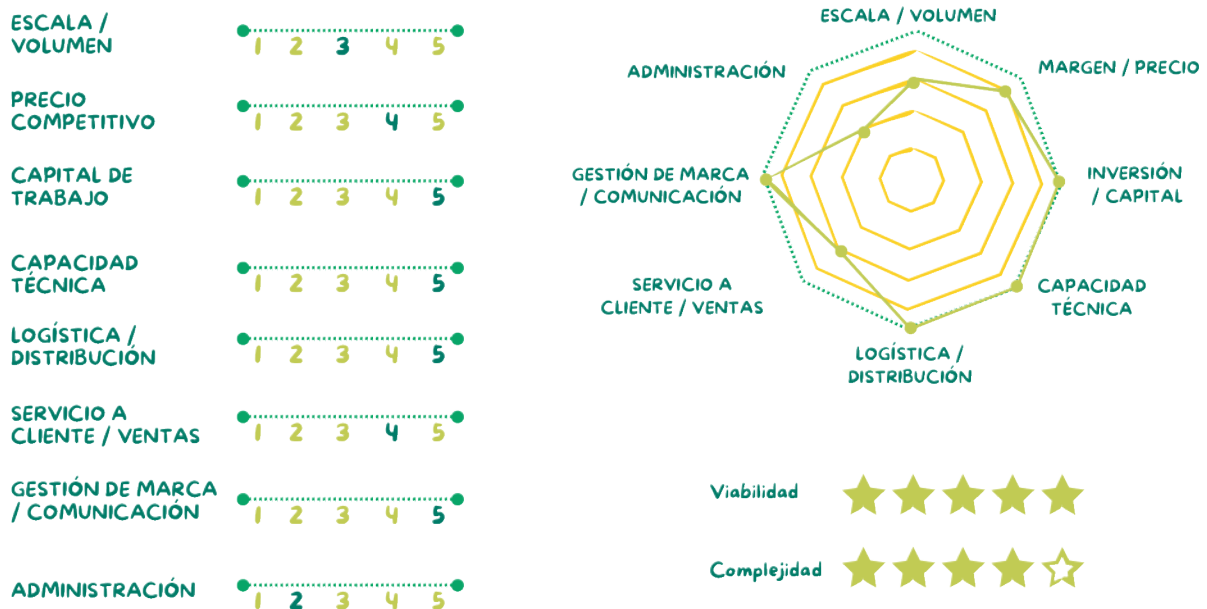 ESCALA /
VOLUMEN
1 2 3 4 5
PRECIO
COMPETITIVO
1 2 3 4 5
CAPITAL DE
TRABAJO
1 2 3 4 5
CAPACIDAD
TÉCNICA
1 2 3 4 5
LOGÍSTICA /
DISTRIBUCIÓN
1 2 3 4 5
SERVICIO A
CLIENTE / VENTAS
1 2 3 4 5
GESTIÓN DE MARCA
/ COMUNICACIÓN
1 2 3 4 5
ADMINISTRACIÓN
1 2 3 4 5
ESCALA / VOLUMEN
MARGEN / PRECIO
INVERSIÓN
/ CAPITAL
CAPACIDAD
TÉCNICA
LOGÍSTICA /
DISTRIBUCIÓN
SERVICIO A
CLIENTE / VENTAS
GESTIÓN DE MARCA
/ COMUNICACIÓN
ADMINISTRACIÓN
Viabilidad
Complejidad